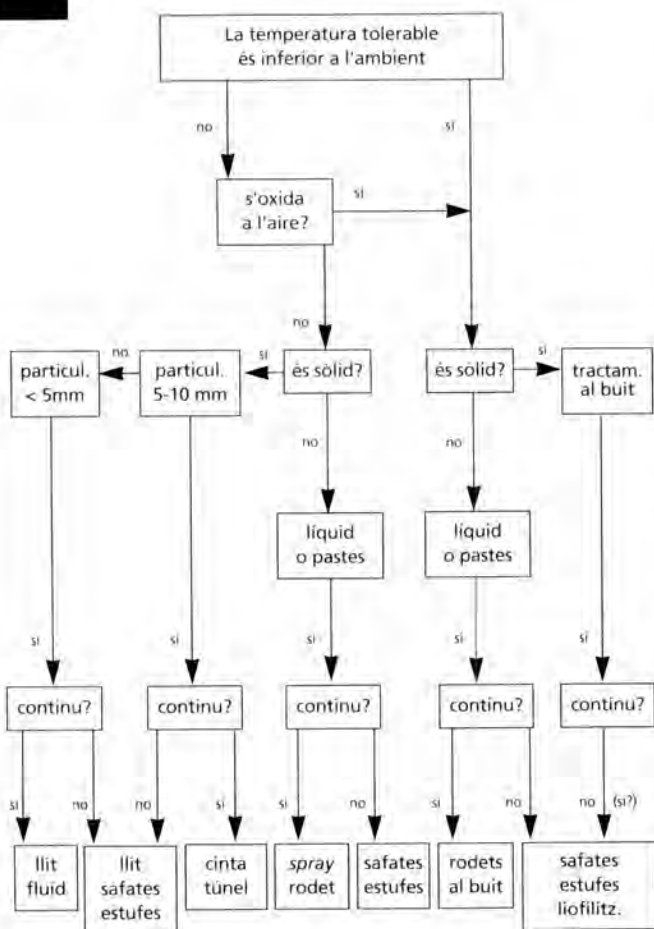 La temperatura tolerable
és inferior a l'ambient
no
sí
s'oxida
a l'aire?
sí
no
particul.
< 5mm
no
particul.
5-10 mm
sí
és sòlid?
és sòlid?
sí
tractam.
al buit
no
no
líquid
o pastes
líquid
o pastes
sí
sí
sí
sí
sí
continu?
continu?
continu?
continu?
continu?
sí
no
no
sí
sí
no
sí
no
no
(sí?)
llit
fluid
llit
safates
estufes
cinta
túnel
spray
rodet
safates
estufes
rodets
al buit
safates
estufes
liofilitz.